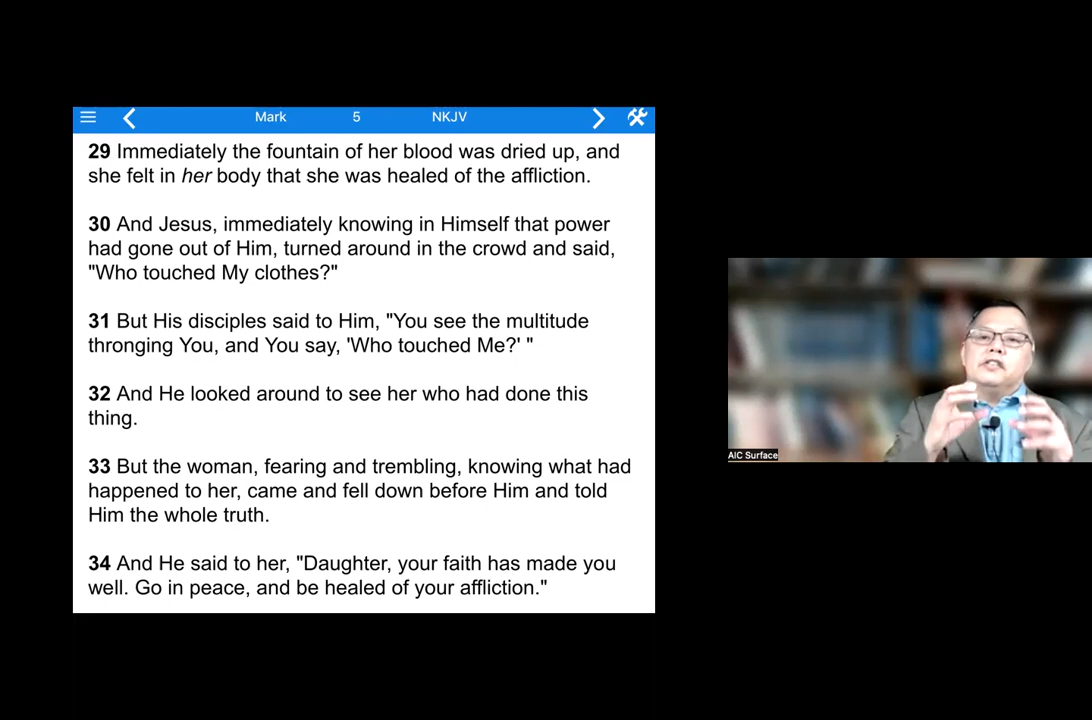 Mark 5 NKJV
29 Immediately the fountain of her blood was dried up, and
she felt in her body that she was healed of the affliction.
30 And Jesus, immediately knowing in Himself that power
had gone out of Him, turned around in the crowd and said,
"Who touched My clothes?"
31 But His disciples said to Him, "You see the multitude
thronging You, and You say, 'Who touched Me?' "
32 And He looked around to see her who had done this
thing.
33 But the woman, fearing and trembling, knowing what had
happened to her, came and fell down before Him and told
Him the whole truth.
34 And He said to her, "Daughter, your faith has made you
well. Go in peace, and be healed of your affliction."
AIC Surface